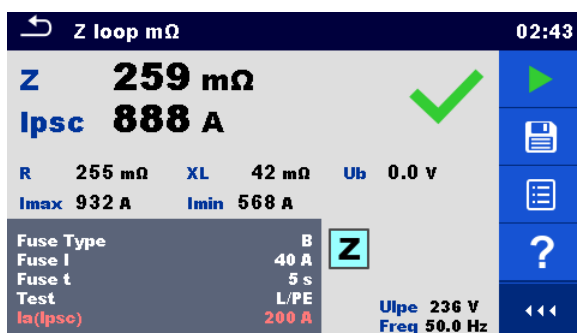 Z loop mΩ 02:43
Z 259 mΩ
Ipsc 888 A
R 255 mΩ XL 42 mΩ Ub 0.0 V
Imax 932 A Imin 568 A
Fuse Type B
Fuse I 40 A
Fuse t 5 s
Test L/PE
Ia(Ipsc) 200 A
Z
Ulpe 236 V
Freq 50.0 Hz
?